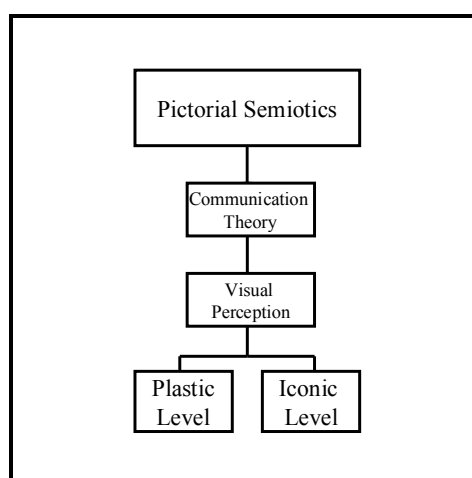 Pictorial Semiotics
Communication
Theory
Visual
Perception
Plastic
Level
Iconic
Level